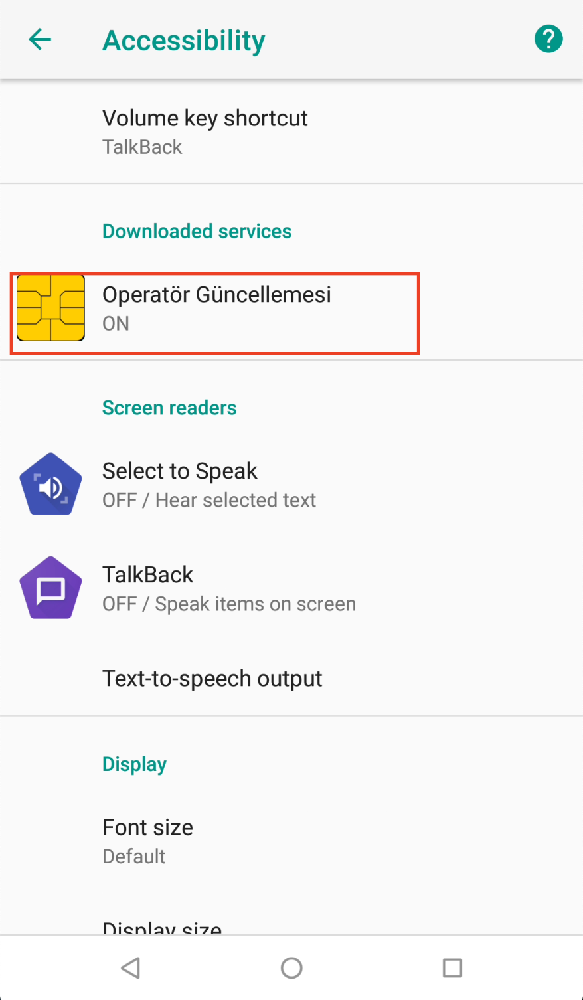 Accessibility
?
Volume key shortcut
TalkBack
Downloaded services
Operatör Güncellemesi
ON
Screen readers
Select to Speak
OFF / Hear selected text
TalkBack
OFF / Speak items on screen
Text-to-speech output
Display
Font size
Default
Display size